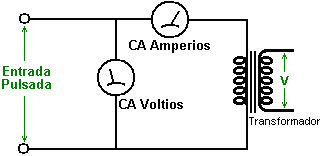 CA Amperios
Entrada
Pulsada
CA Voltios
V
Transformador